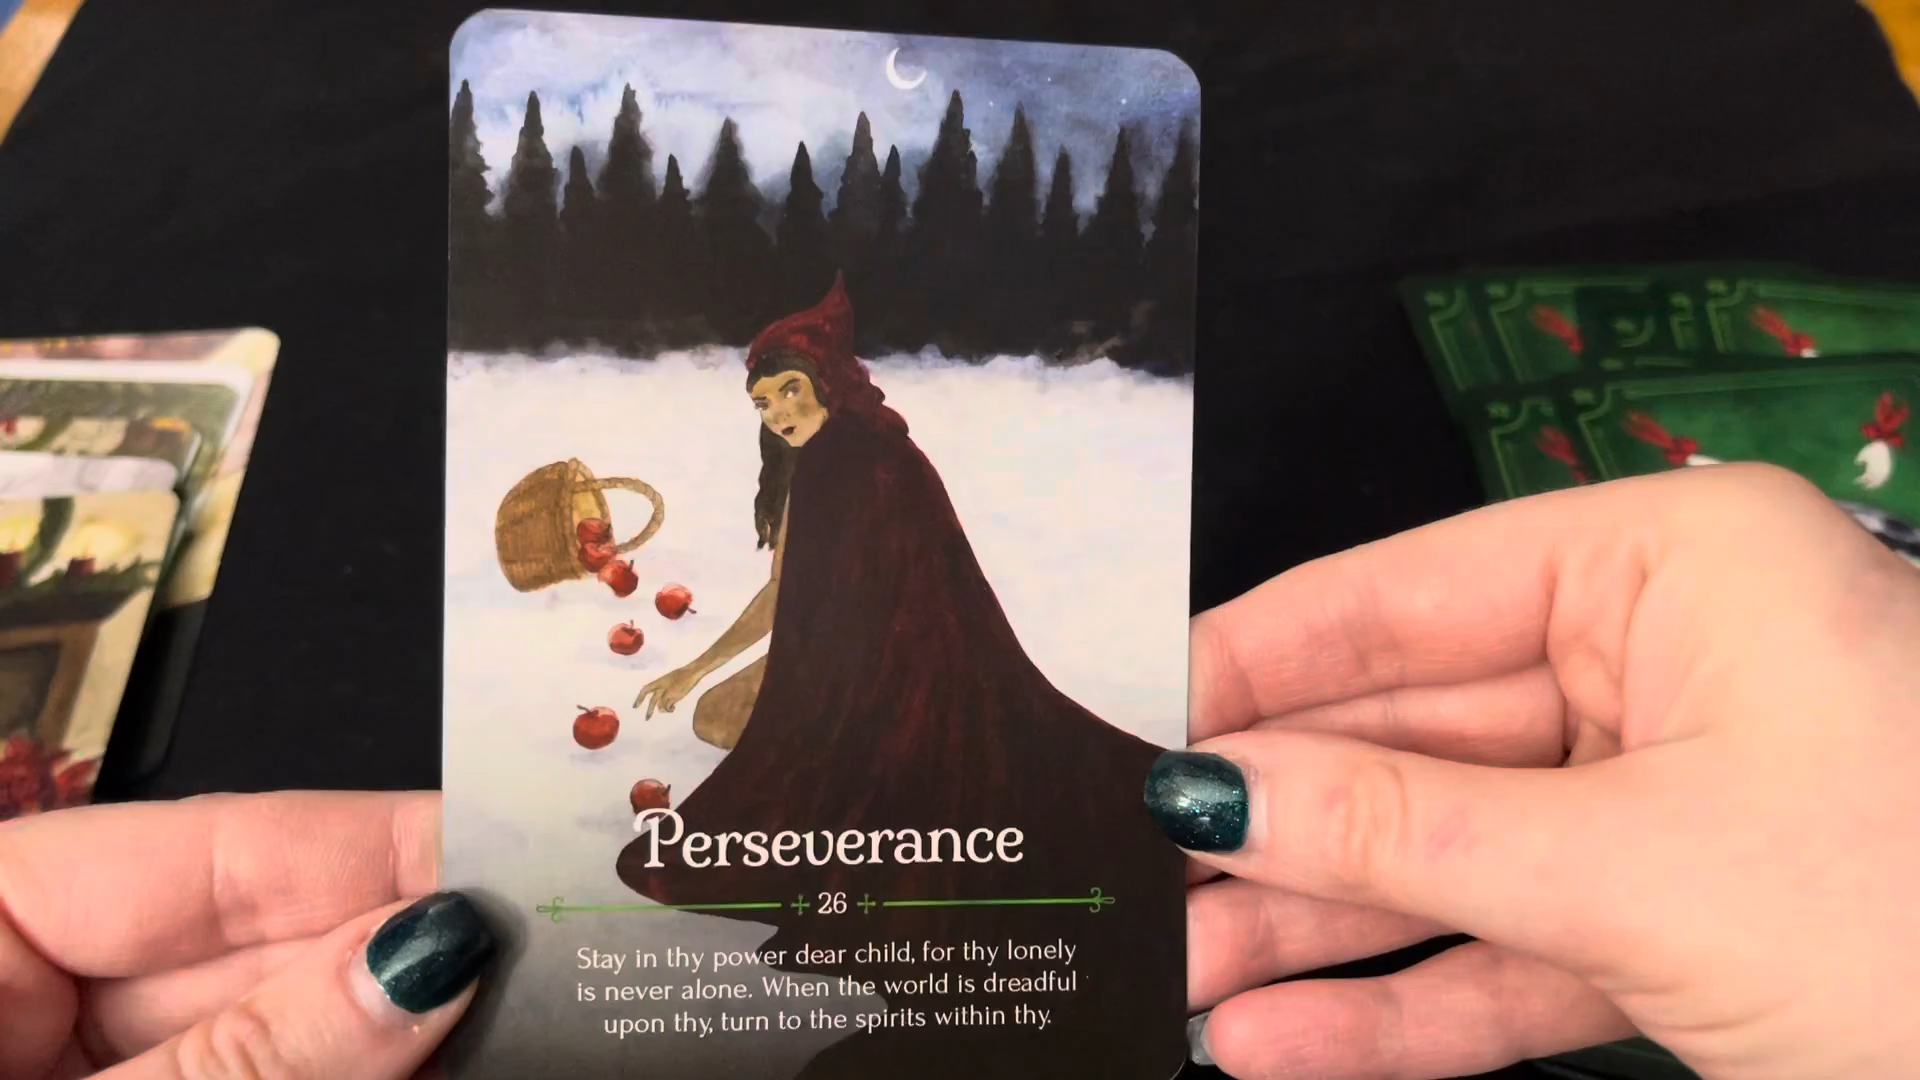 Perseverance
26
Stay in thy power dear child, for thy lonely
is never alone. When the world is dreadful
upon thy, turn to the spirits within thy.